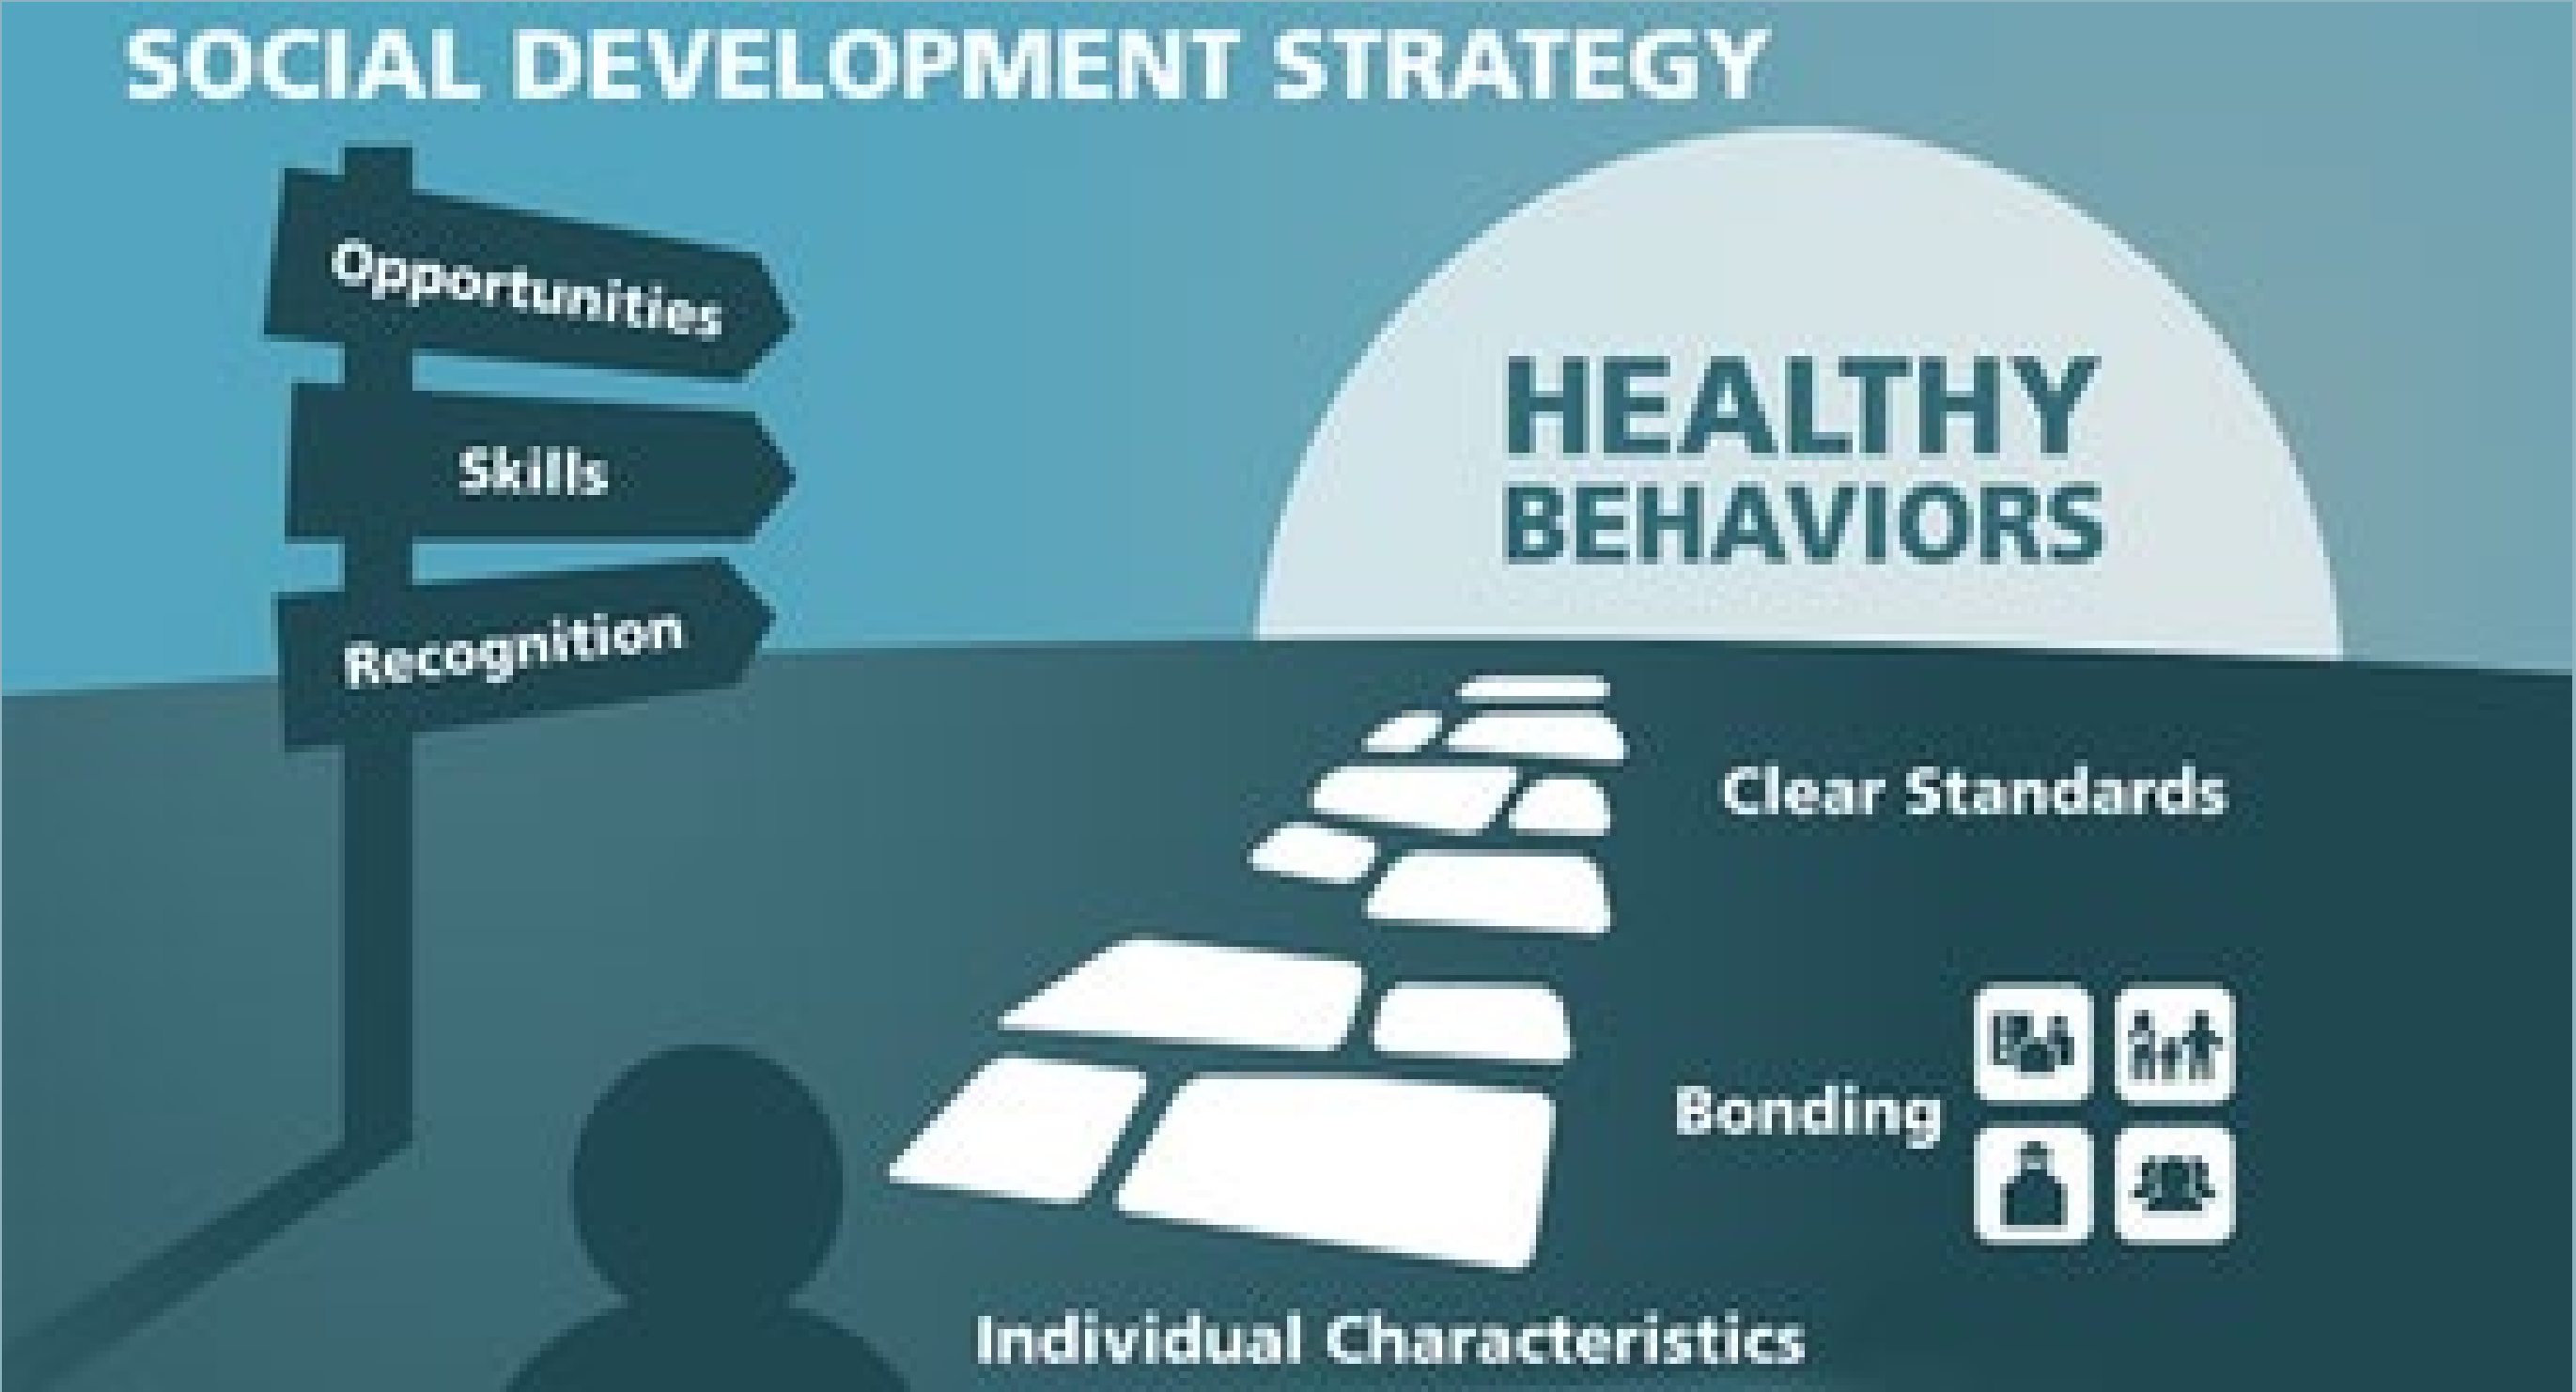 SOCIAL DEVELOPMENT STRATEGY
Opportunities
Skills
Recognition
HEALTHY
BEHAVIORS
Clear Standards
Bonding
Individual Characteristics